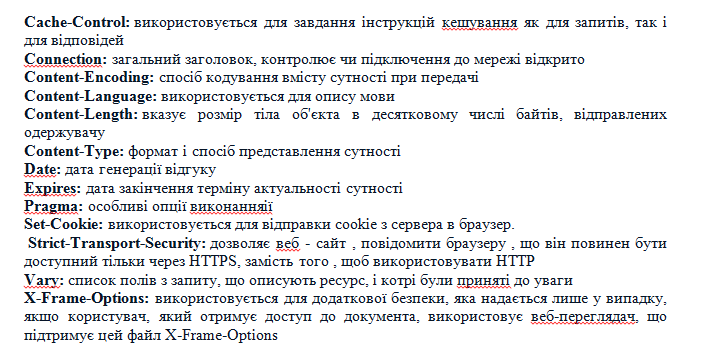 Cache-Control: використовується для завдання інструкцій кешування як для запитів, так і
для відповідей
Connection: загальний заголовок, контролює чи підключення до мережі відкрито
Content-Encoding: спосіб кодування вмісту сутності при передачі
Content-Language: використовується для опису мови
Content-Length: вказує розмір тіла об'єкта в десятковому числі байтів, відправлених
одержувачу
Content-Type: формат і спосіб представлення сутності
Date: дата генерації відгуку
Expires: дата закінчення терміну актуальності сутності
Pragma: особливі опції виконанняії
Set-Cookie: використовується для відправки cookie з сервера в браузер.
Strict-Transport-Security: дозволяє веб - сайт , повідомити браузеру , що він повинен бути
доступний тільки через HTTPS, замість того , щоб використовувати HTTP
Vary: список полів з запиту, що описують ресурс, і котрі були приняті до уваги
X-Frame-Options: використовується для додаткової безпеки, яка надається лише у випадку,
якщо користувач, який отримує доступ до документа, використовує веб-переглядач, що
підтримує цей файл X-Frame-Options